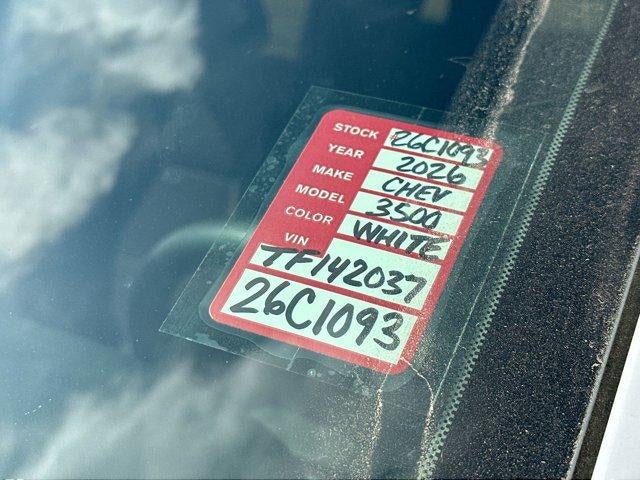 STOCK 26C1093
YEAR 2026
MAKE CHEV
MODEL 3500
COLOR WHITE
VIN
TF142037
26C1093